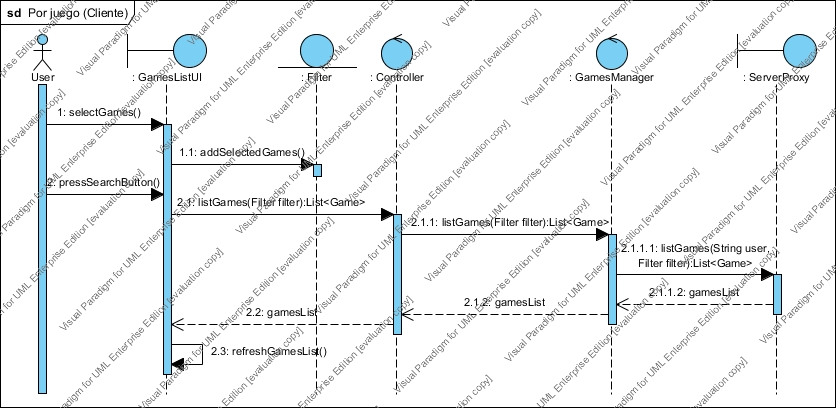 sd Por juego (Cliente)
User
: GamesListUI
: Filter
: Controller
: GamesManager
: ServerProxy
1: selectGames()
1.1: addSelectedGames()
2: pressSearchButton()
2.1: listGames(Filter filter):List<Game>
2.1.1: listGames(Filter filter):List<Game>
2.1.1.1: listGames(String user,
Filter filter):List<Game>
2.1.1.2: gamesList
2.1.2: gamesList
2.2: gamesList
2.3: refreshGamesList()
Visual Paradigm for UML Enterprise Edition [evaluation copy]